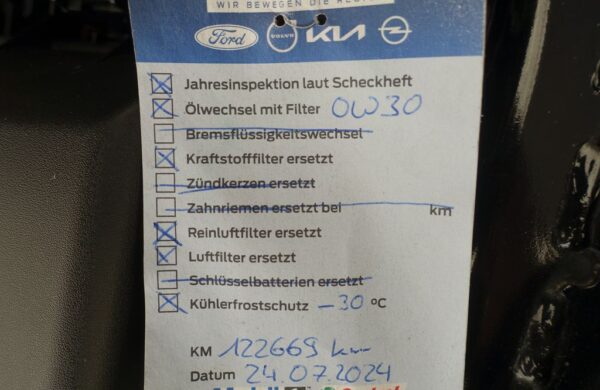 WIR BEWEGEN DIE
Ford VOLVO KIA
Jahresinspektion laut Scheckheft
Ölwechsel mit Filter 0W30
Bremsflüssigkeitswechsel
Kraftstofffilter ersetzt
Zündkerzen ersetzt
Zahnriemen ersetzt bei km
Reinluftfilter ersetzt
Luftfilter ersetzt
Schlüsselbatterien ersetzt
Kühlerfrostschutz -30 °C
KM 122669 km
Datum 24.07.2024